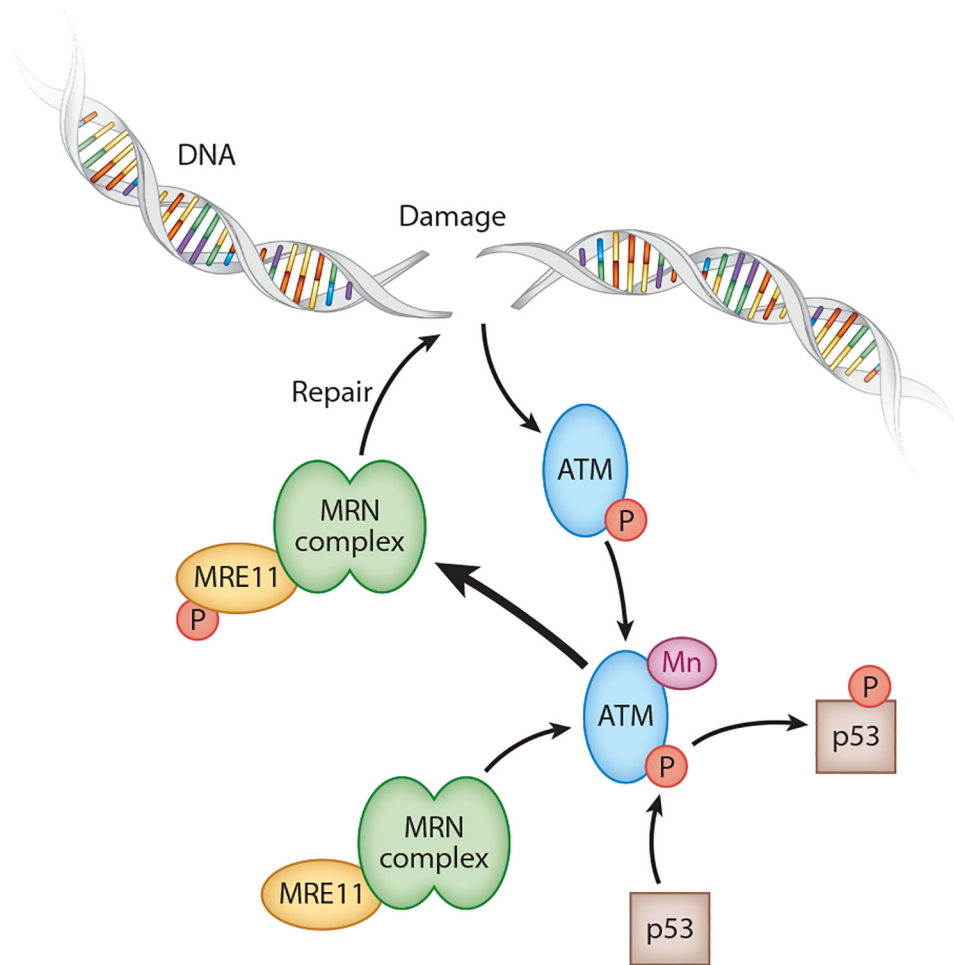 DNA
Damage
Repair
ATM
P
MRN
complex
MRE11
P
Mn
ATM
P
P
p53
MRN
complex
MRE11
p53